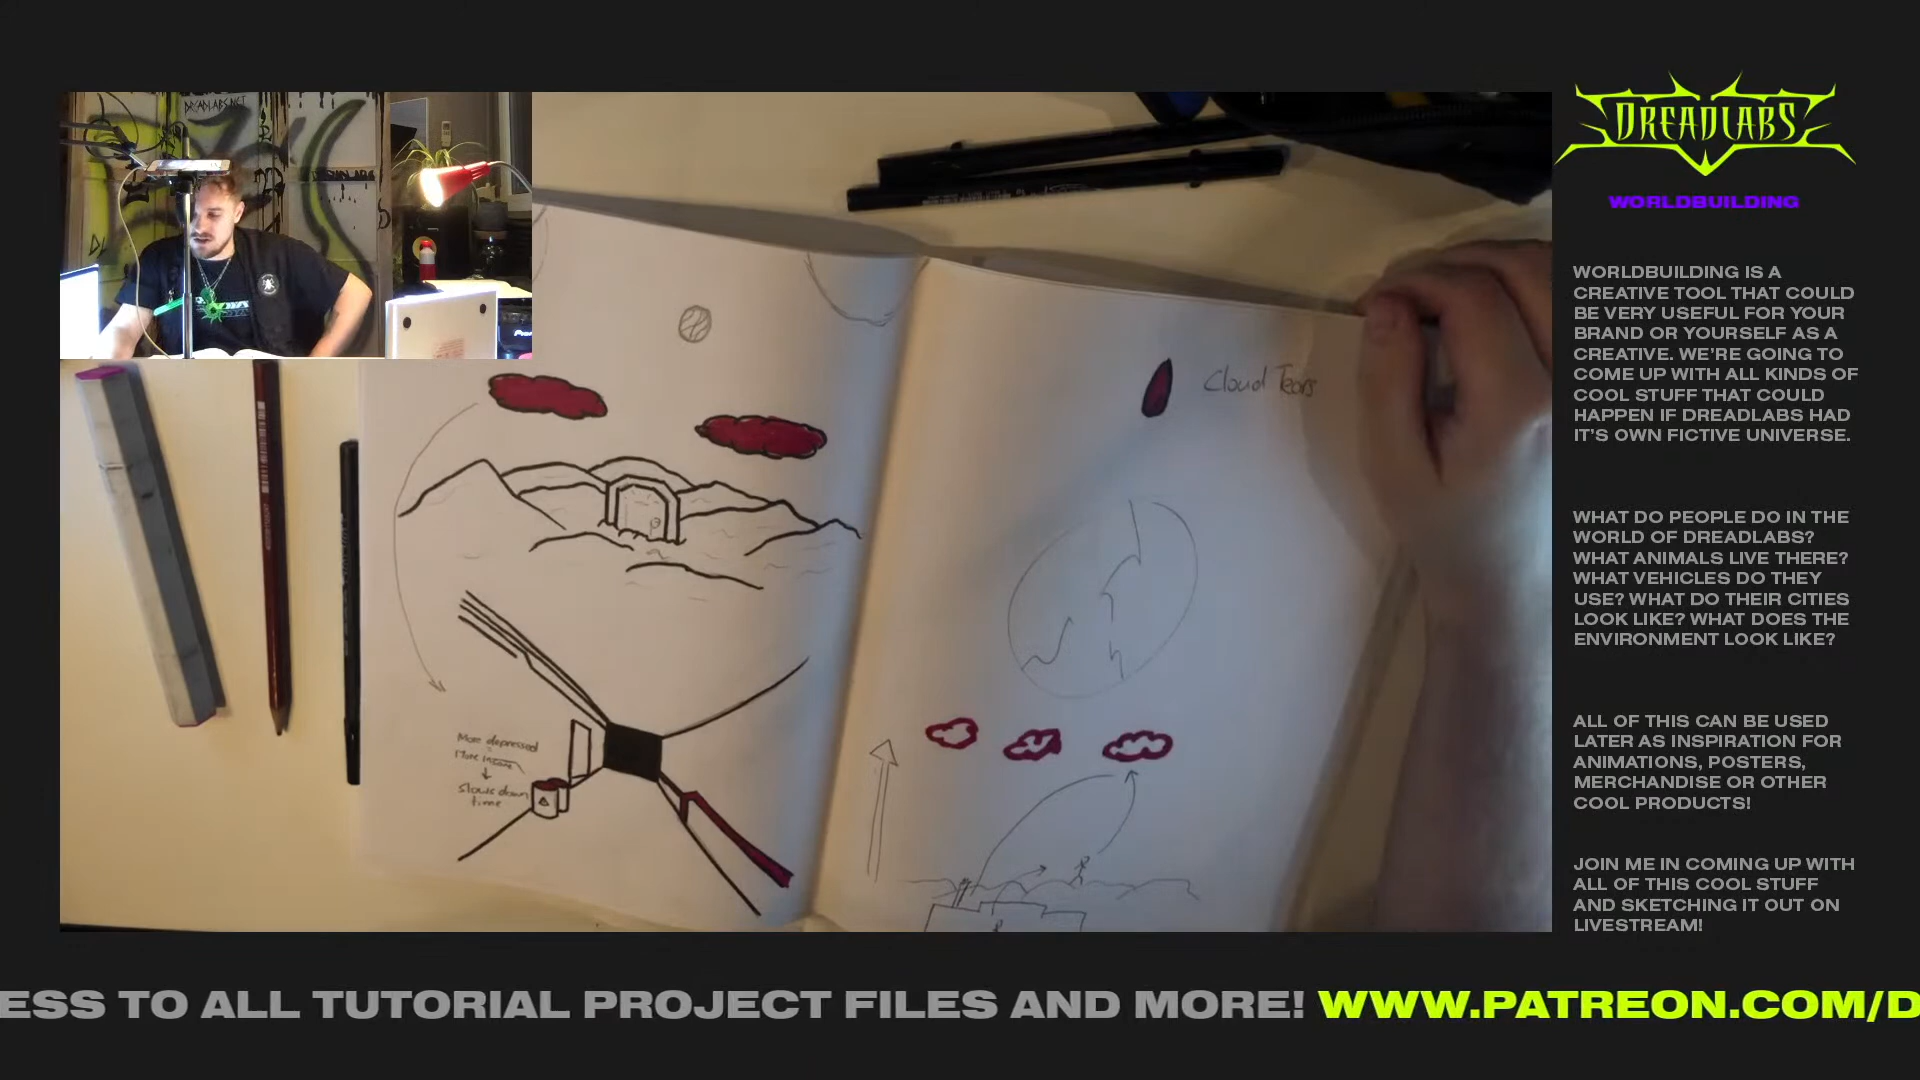 DREADLABS
WORLDBUILDING
WORLDBUILDING IS A
CREATIVE TOOL THAT COULD
BE VERY USEFUL FOR YOUR
BRAND OR YOURSELF AS A
CREATIVE. WE'RE GOING TO
COME UP WITH ALL KINDS OF
COOL STUFF THAT COULD
HAPPEN IF DREADLABS HAD
IT'S OWN FICTIVE UNIVERSE.
WHAT DO PEOPLE DO IN THE
WORLD OF DREADLABS?
WHAT ANIMALS LIVE THERE?
WHAT VEHICLES DO THEY
USE? WHAT DO THEIR CITIES
LOOK LIKE? WHAT DOES THE
ENVIRONMENT LOOK LIKE?
ALL OF THIS CAN BE USED
LATER AS INSPIRATION FOR
ANIMATIONS, POSTERS,
MERCHANDISE OR OTHER
COOL PRODUCTS!
JOIN ME IN COMING UP WITH
ALL OF THIS COOL STUFF
AND SKETCHING IT OUT ON
LIVESTREAM!
DREADLABS.NET
Cloud Tears
More depressed
More insane
Slows down
time
ESS TO ALL TUTORIAL PROJECT FILES AND MORE! WWW.PATREON.COM/D